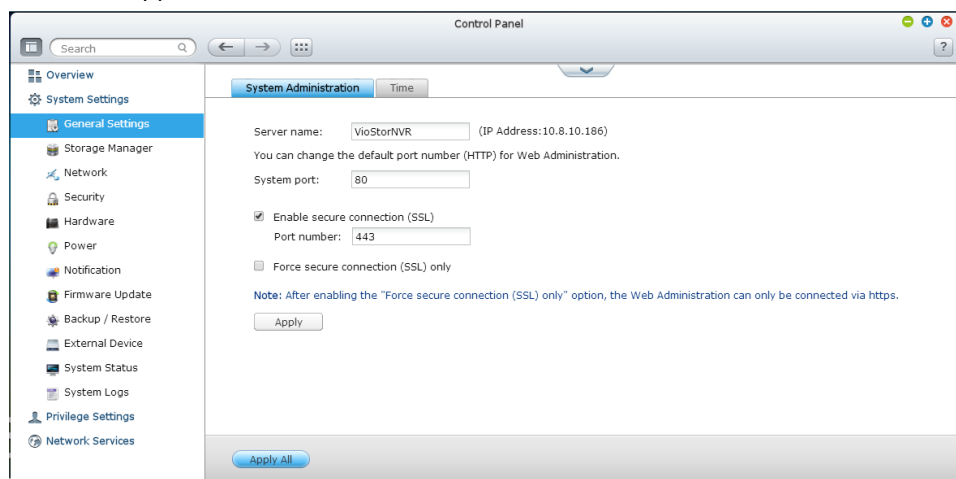 Control Panel
Search
?
Overview
System Settings
General Settings
Storage Manager
Network
Security
Hardware
Power
Notification
Firmware Update
Backup / Restore
External Device
System Status
System Logs
Privilege Settings
Network Services
System Administration Time
Server name: VioStorNVR (IP Address:10.8.10.186)
You can change the default port number (HTTP) for Web Administration.
System port: 80
Enable secure connection (SSL)
Port number: 443
Force secure connection (SSL) only
Note: After enabling the "Force secure connection (SSL) only" option, the Web Administration can only be connected via https.
Apply
Apply All